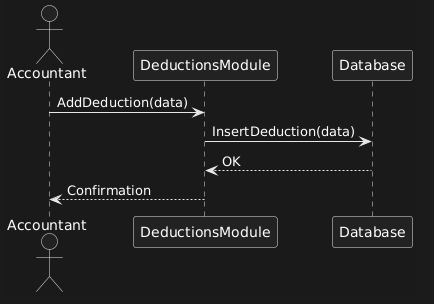 Accountant
DeductionsModule
Database
AddDeduction(data)
InsertDeduction(data)
OK
Confirmation
Accountant
DeductionsModule
Database